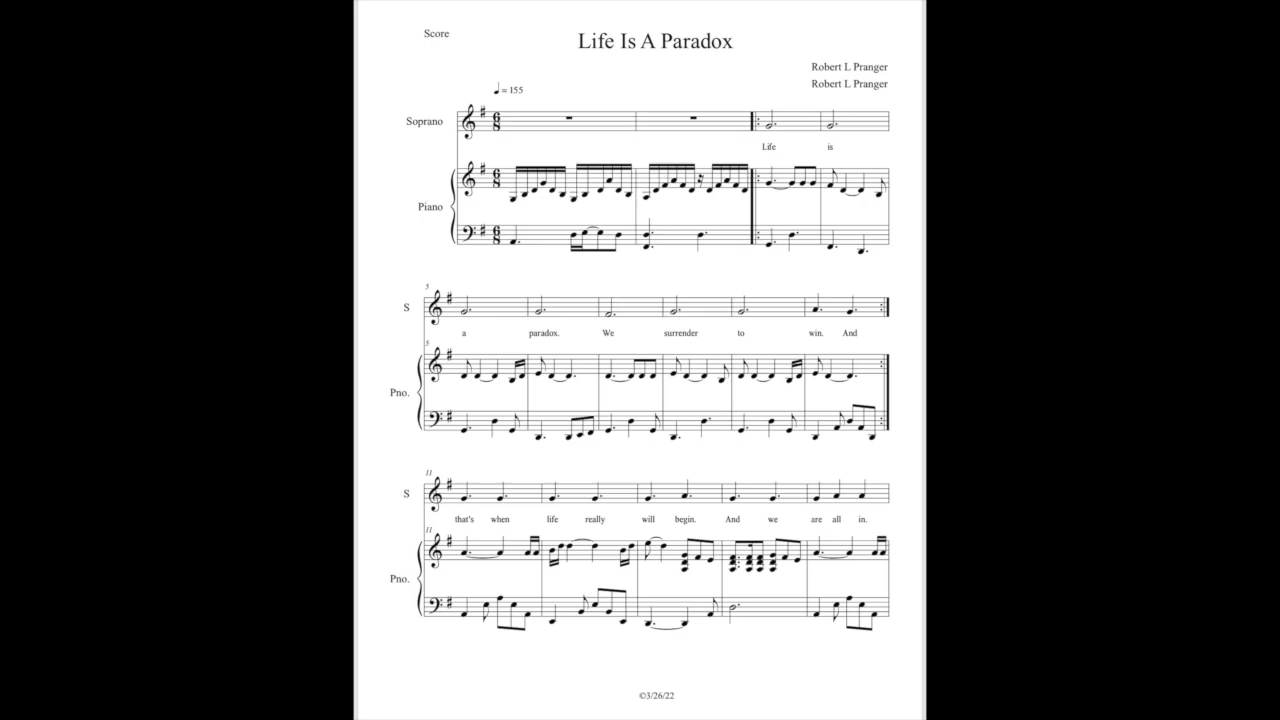 Score
Life Is A Paradox
Robert L Pranger
Robert L Pranger
= 155
Soprano
Life is
Piano
5
S
a paradox. We surrender to win. And
5
Pno.
11
S
that's when life really will begin. And we are all in.
11
Pno.
©3/26/22